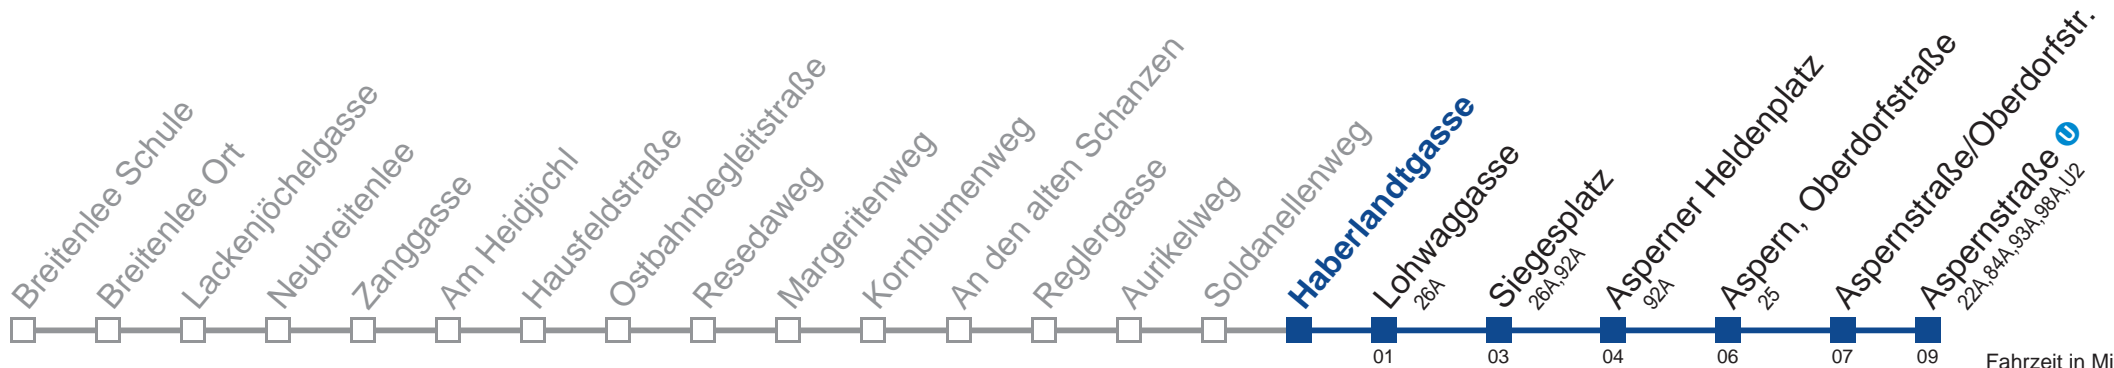 Breitenlee Schule
Breitenlee Ort
Lackenjöchelgasse
Neubreitenlee
Zanggasse
Am Heidjöchl
Hausfeldstraße
Ostbahnbegleitstraße
Resedaweg
Margeritenweg
Kornblumenweg
An den alten Schanzen
Reglergasse
Aurikelweg
Soldanellenweg
Haberlandtgasse
Lohwaggasse
26A
Siegesplatz
26A,92A
Asperner Heldenplatz
92A
Aspern, Oberdorfstraße
25
Aspernstraße/Oberdorfstr.
Aspernstraße U
22A,84A,93A,98A,U2
01 03 04 06 07 09
Fahrzeit in Mi